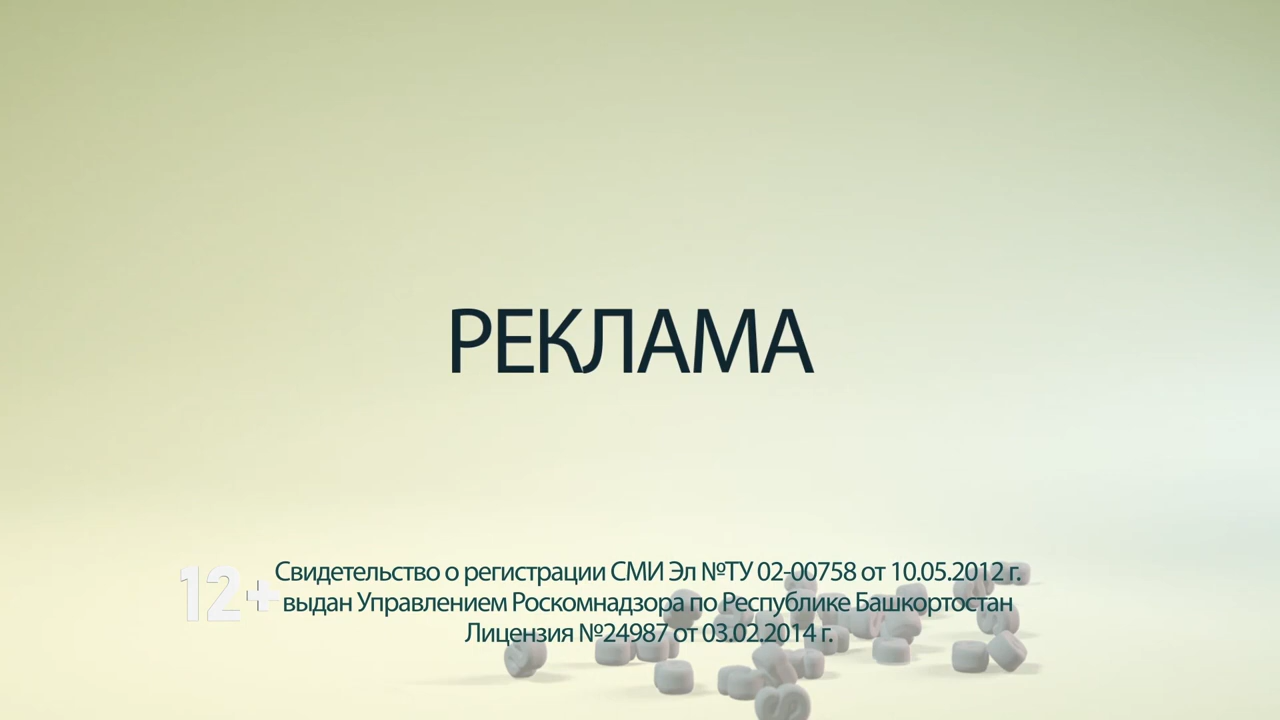 РЕКЛАМА
12+
Свидетельство о регистрации СМИ Эл №ТУ 02-00758 от 10.05.2012 г.
выдан Управлением Роскомнадзора по Республике Башкортостан
Лицензия №24987 от 03.02.2014 г.